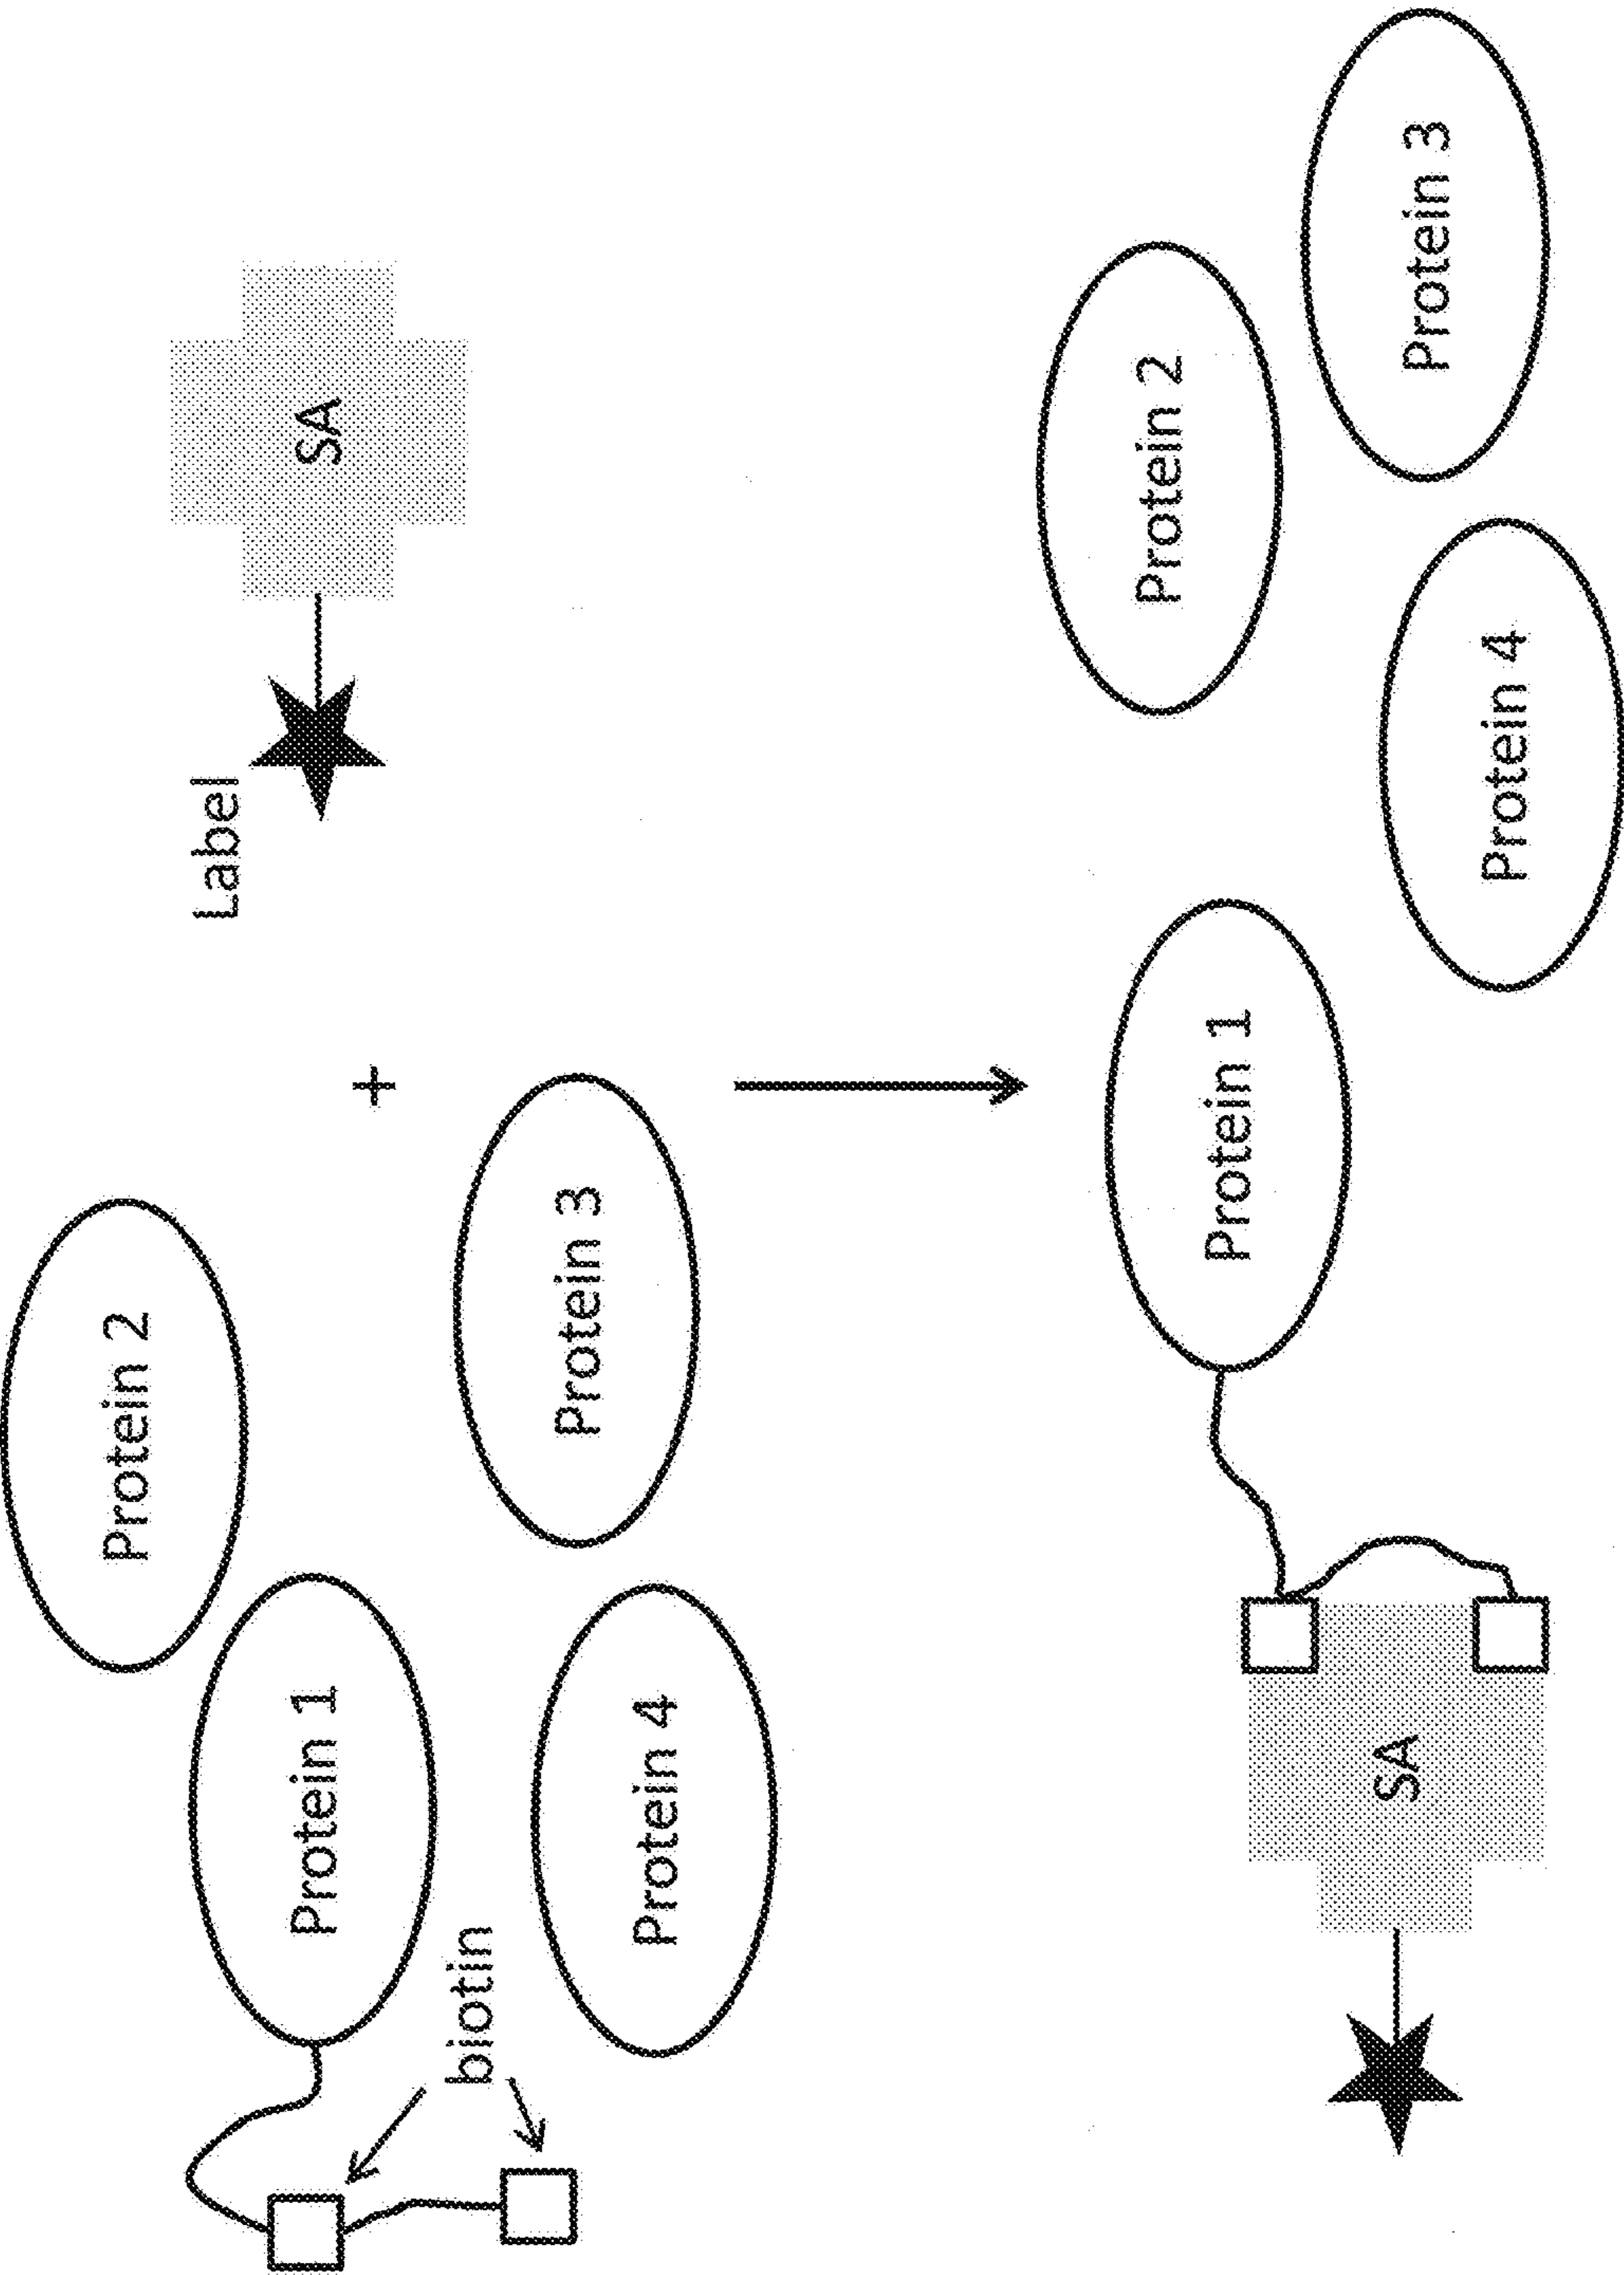 Protein 2
Protein 1
biotin
Protein 3
Protein 4
+
Label
SA
SA
Protein 1
Protein 2
Protein 4
Protein 3